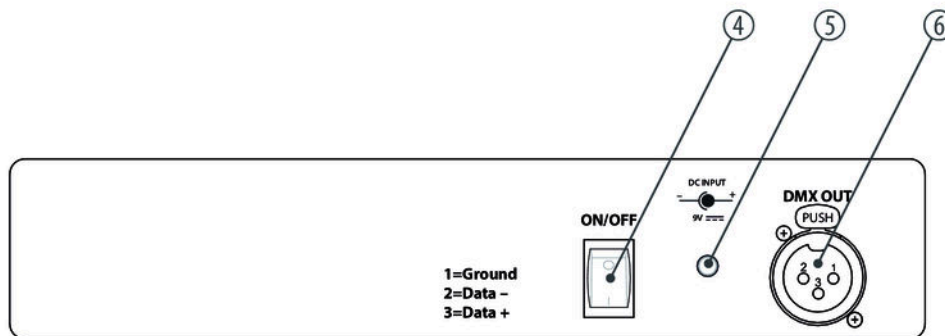 ④ ⑤ ⑥
DC INPUT
− +
9V
DMX OUT
PUSH
ON/OFF
2 1
3
1=Ground
2=Data –
3=Data +